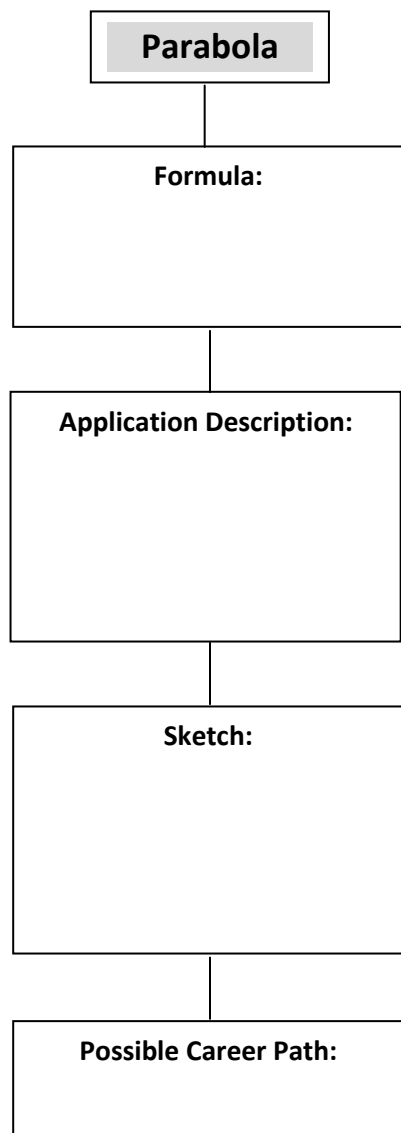 Parabola
Formula:
Application Description:
Sketch:
Possible Career Path: